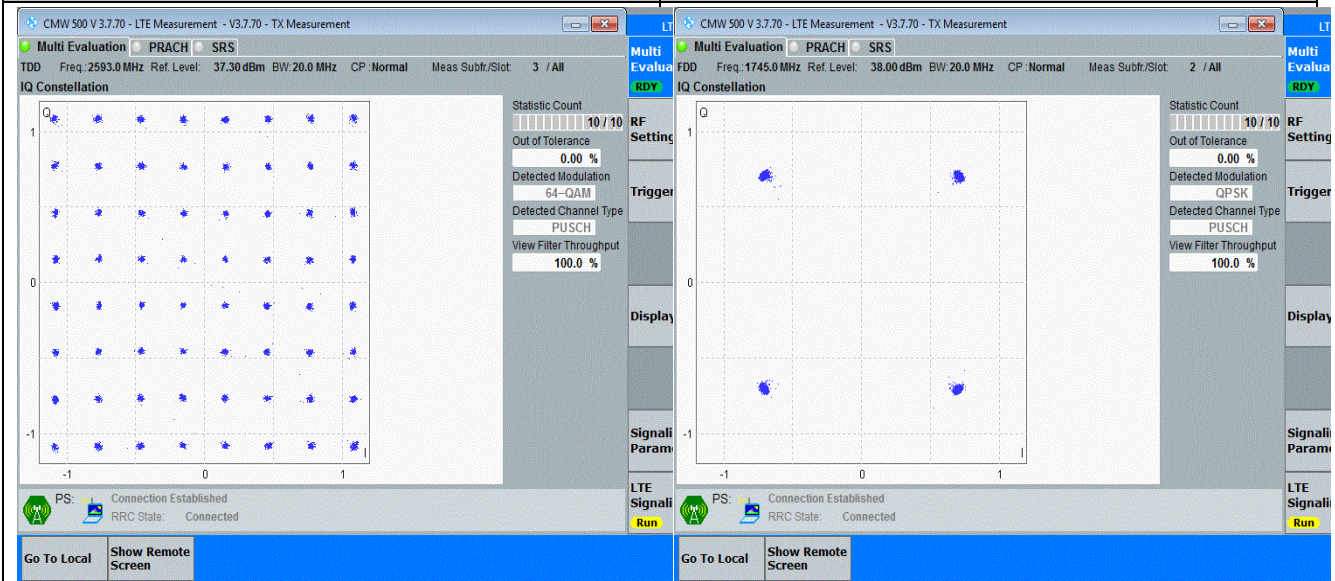 CMW 500 V 3.7.70 - LTE Measurement - V3.7.70 - TX Measurement
LT
Multi Evaluation PRACH SRS
Multi
Evalua
RDY
TDD Freq.:2593.0 MHz Ref. Level: 37.30 dBm BW:20.0 MHz CP :Normal Meas Subfr./Slot: 3 / All
IQ Constellation
Q
1
0
-1
-1 0 1
I
Statistic Count
10 / 10
Out of Tolerance
0.00 %
Detected Modulation
64-QAM
Detected Channel Type
PUSCH
View Filter Throughput
100.0 %
RF
Setting
Trigger
Display
Signali
Param
LTE
Signali
Run
PS: Connection Established
RRC State: Connected
Go To Local
Show Remote
Screen
CMW 500 V 3.7.70 - LTE Measurement - V3.7.70 - TX Measurement
LT
Multi Evaluation PRACH SRS
Multi
Evalua
RDY
FDD Freq.:1745.0 MHz Ref. Level: 38.00 dBm BW:20.0 MHz CP :Normal Meas Subfr./Slot: 2 / All
IQ Constellation
Q
1
0
-1
-1 0 1
I
Statistic Count
10 / 10
Out of Tolerance
0.00 %
Detected Modulation
QPSK
Detected Channel Type
PUSCH
View Filter Throughput
100.0 %
RF
Setting
Trigger
Display
Signali
Param
LTE
Signali
Run
PS: Connection Established
RRC State: Connected
Go To Local
Show Remote
Screen